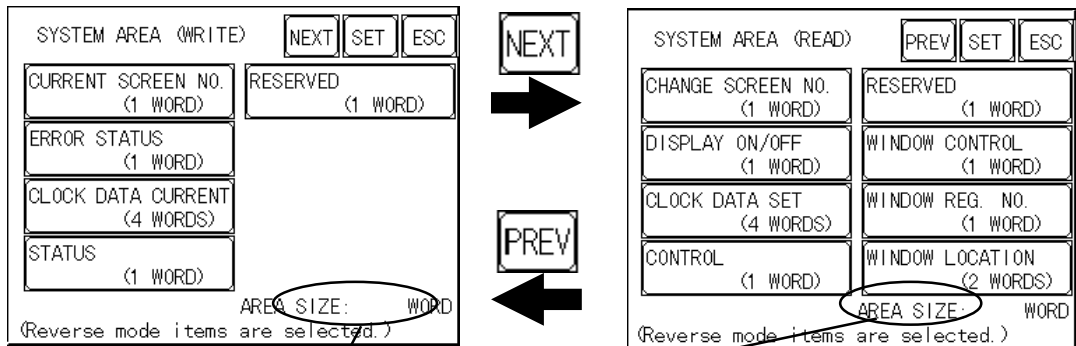 SYSTEM AREA (WRITE)
NEXT SET ESC
CURRENT SCREEN NO.
(1 WORD)
RESERVED
(1 WORD)
ERROR STATUS
(1 WORD)
CLOCK DATA CURRENT
(4 WORDS)
STATUS
(1 WORD)
AREA SIZE: WORD
(Reverse mode items are selected.)
NEXT
PREV
SYSTEM AREA (READ)
PREV SET ESC
CHANGE SCREEN NO.
(1 WORD)
DISPLAY ON/OFF
(1 WORD)
CLOCK DATA SET
(4 WORDS)
CONTROL
(1 WORD)
RESERVED
(1 WORD)
WINDOW CONTROL
(1 WORD)
WINDOW REG. NO.
(1 WORD)
WINDOW LOCATION
(2 WORDS)
AREA SIZE: WORD
(Reverse mode items are selected.)